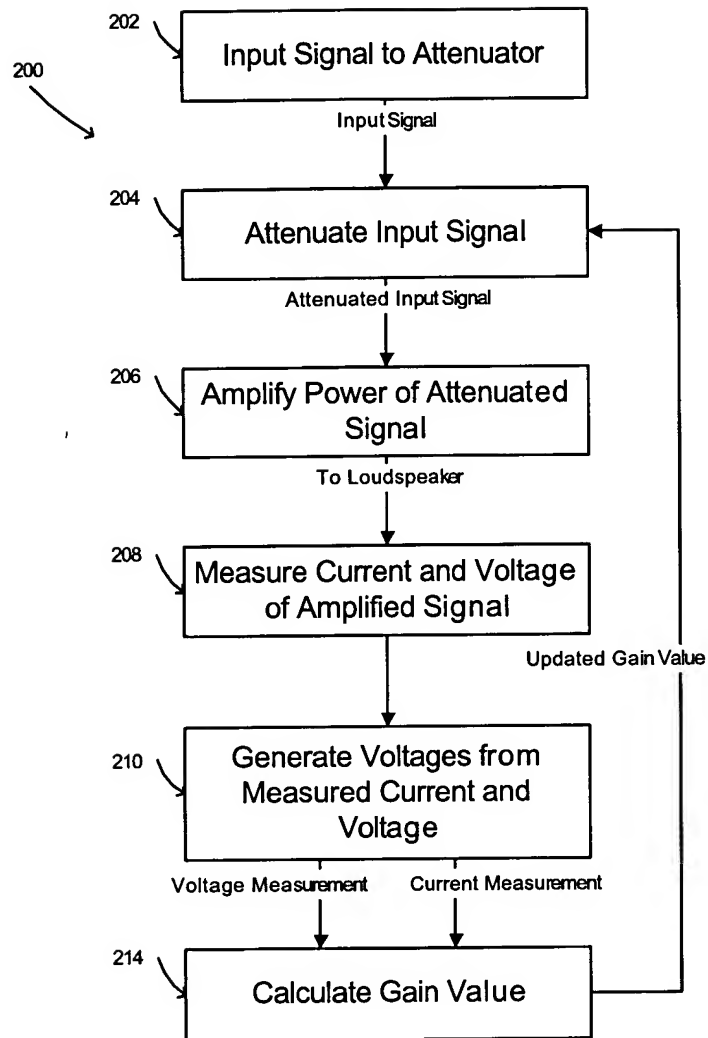 202
Input Signal to Attenuator
200
Input Signal
204
Attenuate Input Signal
Attenuated Input Signal
206
Amplify Power of Attenuated
Signal
To Loudspeaker
208
Measure Current and Voltage
of Amplified Signal
Updated Gain Value
210
Generate Voltages from
Measured Current and
Voltage
Voltage Measurement
Current Measurement
214
Calculate Gain Value